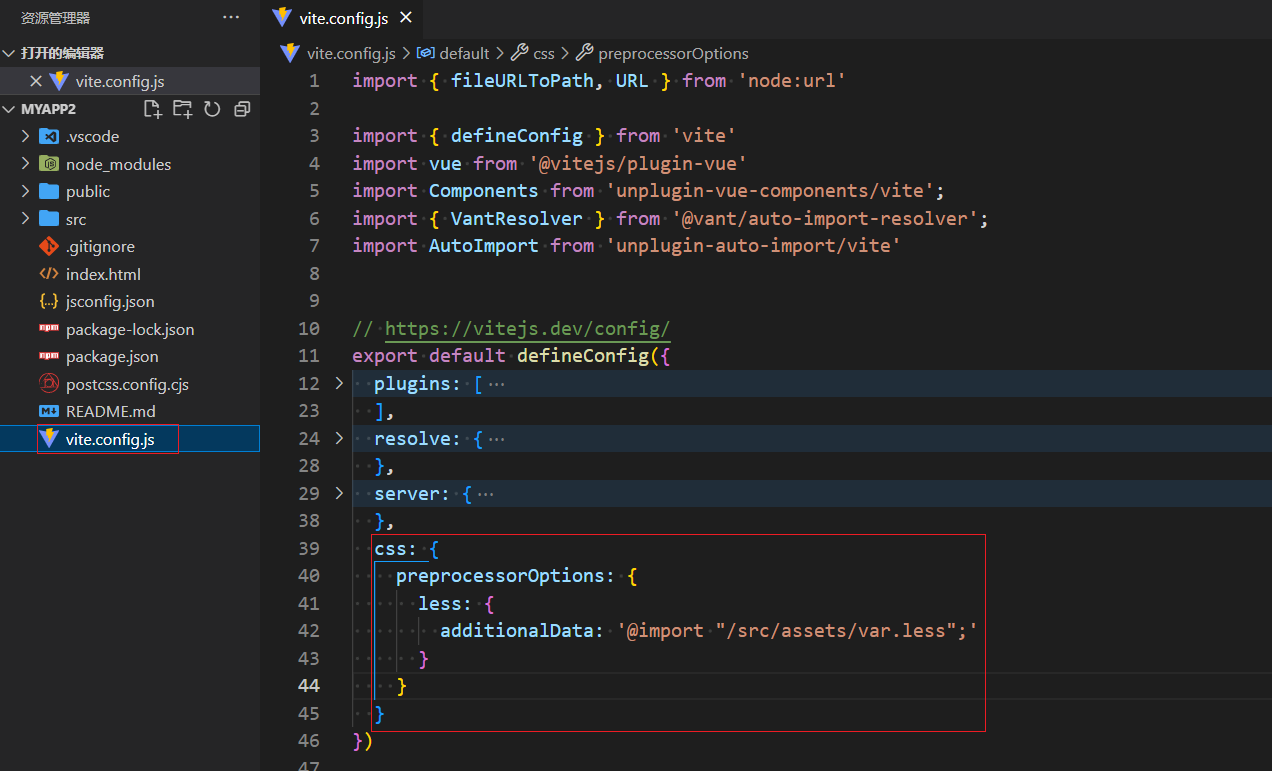 资源管理器 ···
打开的编辑器
vite.config.js
MYAPP2
.vscode
node_modules
public
src
.gitignore
index.html
jsconfig.json
package-lock.json
package.json
postcss.config.cjs
README.md
vite.config.js
vite.config.js
vite.config.js > default > css > preprocessorOptions
1 import { fileURLToPath, URL } from 'node:url'
2
3 import { defineConfig } from 'vite'
4 import vue from '@vitejs/plugin-vue'
5 import Components from 'unplugin-vue-components/vite';
6 import { VantResolver } from '@vant/auto-import-resolver';
7 import AutoImport from 'unplugin-auto-import/vite'
8
9
10 // https://vitejs.dev/config/
11 export default defineConfig({
12 > plugins: [ ···
23 ],
24 > resolve: { ···
28 },
29 > server: { ···
38 },
39 css: {
40 preprocessorOptions: {
41 less: {
42 additionalData: '@import "/src/assets/var.less";'
43 }
44 }
45 }
46 })
47